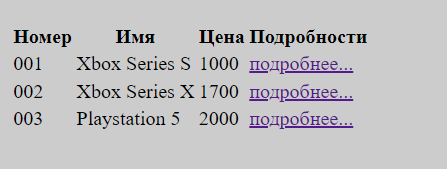 Номер Имя Цена Подробности
001 Xbox Series S 1000 подробнее...
002 Xbox Series X 1700 подробнее...
003 Playstation 5 2000 подробнее...